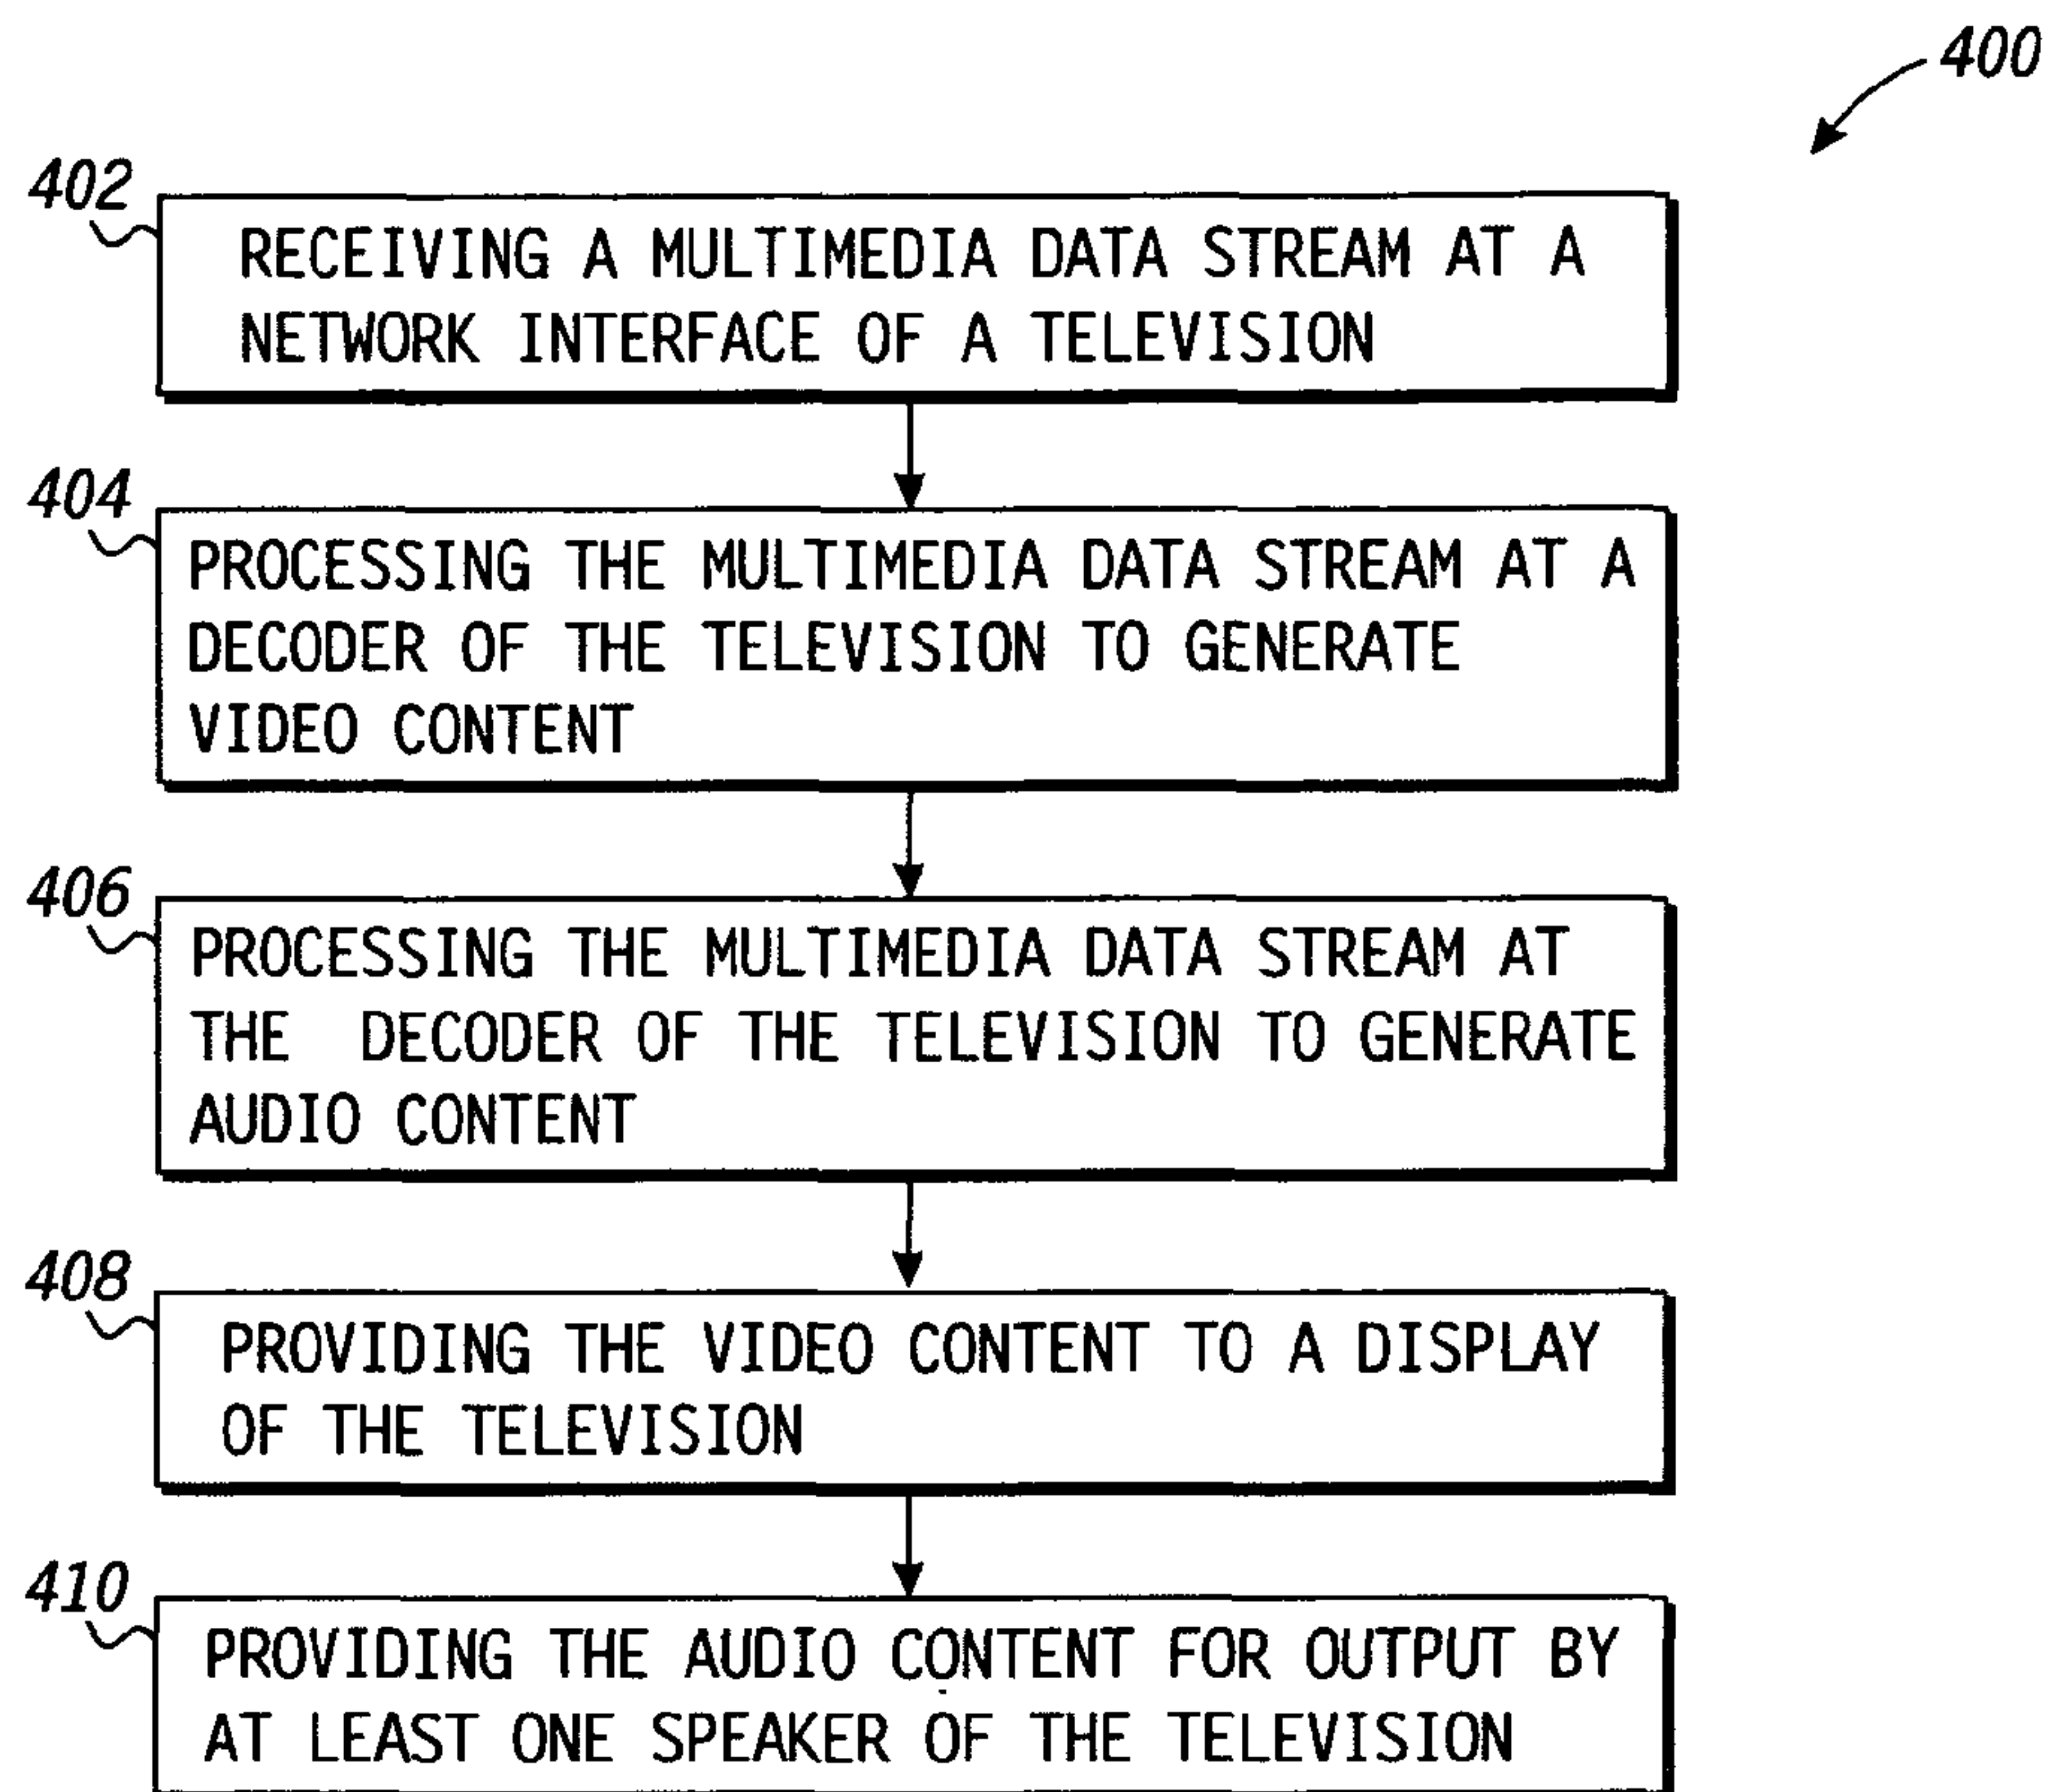 400
402
RECEIVING A MULTIMEDIA DATA STREAM AT A
NETWORK INTERFACE OF A TELEVISION
404
PROCESSING THE MULTIMEDIA DATA STREAM AT A
DECODER OF THE TELEVISION TO GENERATE
VIDEO CONTENT
406
PROCESSING THE MULTIMEDIA DATA STREAM AT
THE DECODER OF THE TELEVISION TO GENERATE
AUDIO CONTENT
408
PROVIDING THE VIDEO CONTENT TO A DISPLAY
OF THE TELEVISION
410
PROVIDING THE AUDIO CONTENT FOR OUTPUT BY
AT LEAST ONE SPEAKER OF THE TELEVISION